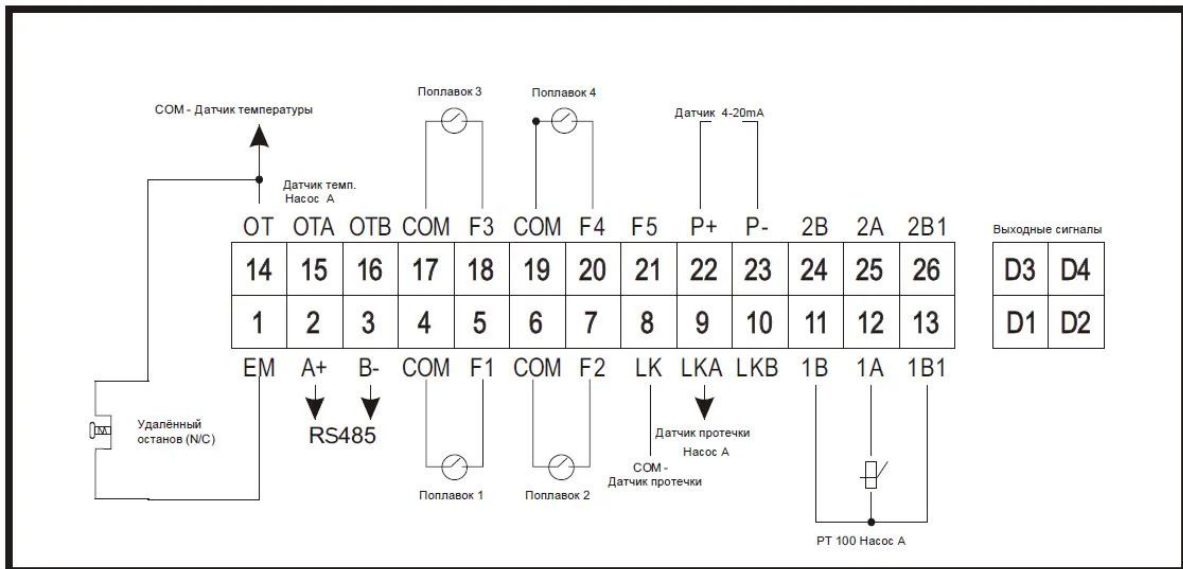 Поплавок 3
Поплавок 4
COM - Датчик температуры
Датчик 4-20mA
Датчик темп.
Насос А
OT OTA OTB COM F3 COM F4 F5 P+ P- 2B 2A 2B1
Выходные сигналы
14 15 16 17 18 19 20 21 22 23 24 25 26
D3 D4
1 2 3 4 5 6 7 8 9 10 11 12 13
D1 D2
EM A+ B- COM F1 COM F2 LK LKA LKB 1B 1A 1B1
Удалённый
останов (N/C)
RS485
Датчик протечки
Насос А
COM -
Датчик протечки
Поплавок 1
Поплавок 2
PT 100 Насос А